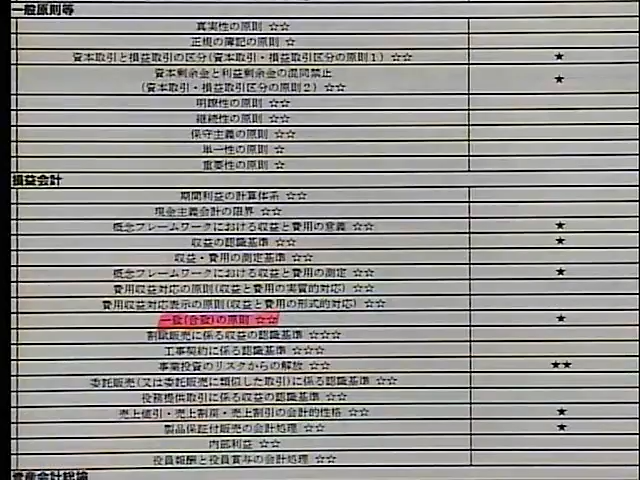 一般原則等
真実性の原則 ☆☆
正規の簿記の原則 ☆
資本取引と損益取引の区分(資本取引・損益取引区分の原則1) ☆☆ ★
資本剰余金と利益剰余金の混同禁止
(資本取引・損益取引区分の原則2) ☆☆ ★
明瞭性の原則 ☆☆
継続性の原則 ☆☆
保守主義の原則 ☆☆
単一性の原則 ☆
重要性の原則 ☆
損益会計
期間利益の計算体系 ☆☆
現金主義会計の限界 ☆☆
概念フレームワークにおける収益と費用の意義 ☆☆ ★
収益の認識基準 ☆☆ ★
収益・費用の測定基準 ☆☆
概念フレームワークにおける収益と費用の測定 ☆☆ ★
費用収益対応の原則(収益と費用の実質的対応) ☆☆
費用収益対応表示の原則(収益と費用の形式的対応) ☆☆
の原則 ☆☆ ★
割賦販売に係る収益の認識基準 ☆☆☆
工事契約に係る認識基準 ☆☆☆
事業投資のリスクからの解放 ☆☆ ★★
委託販売(又は委託販売に類似した取引)に係る認識基準 ☆☆
役務提供取引に係る収益の認識基準 ☆☆
売上値引・売上割戻・売上割引の会計的性格 ☆☆ ★
製品保証付販売の会計処理 ☆☆ ★
内部利益 ☆☆
役員報酬と役員賞与の会計処理 ☆☆
資産会計総論